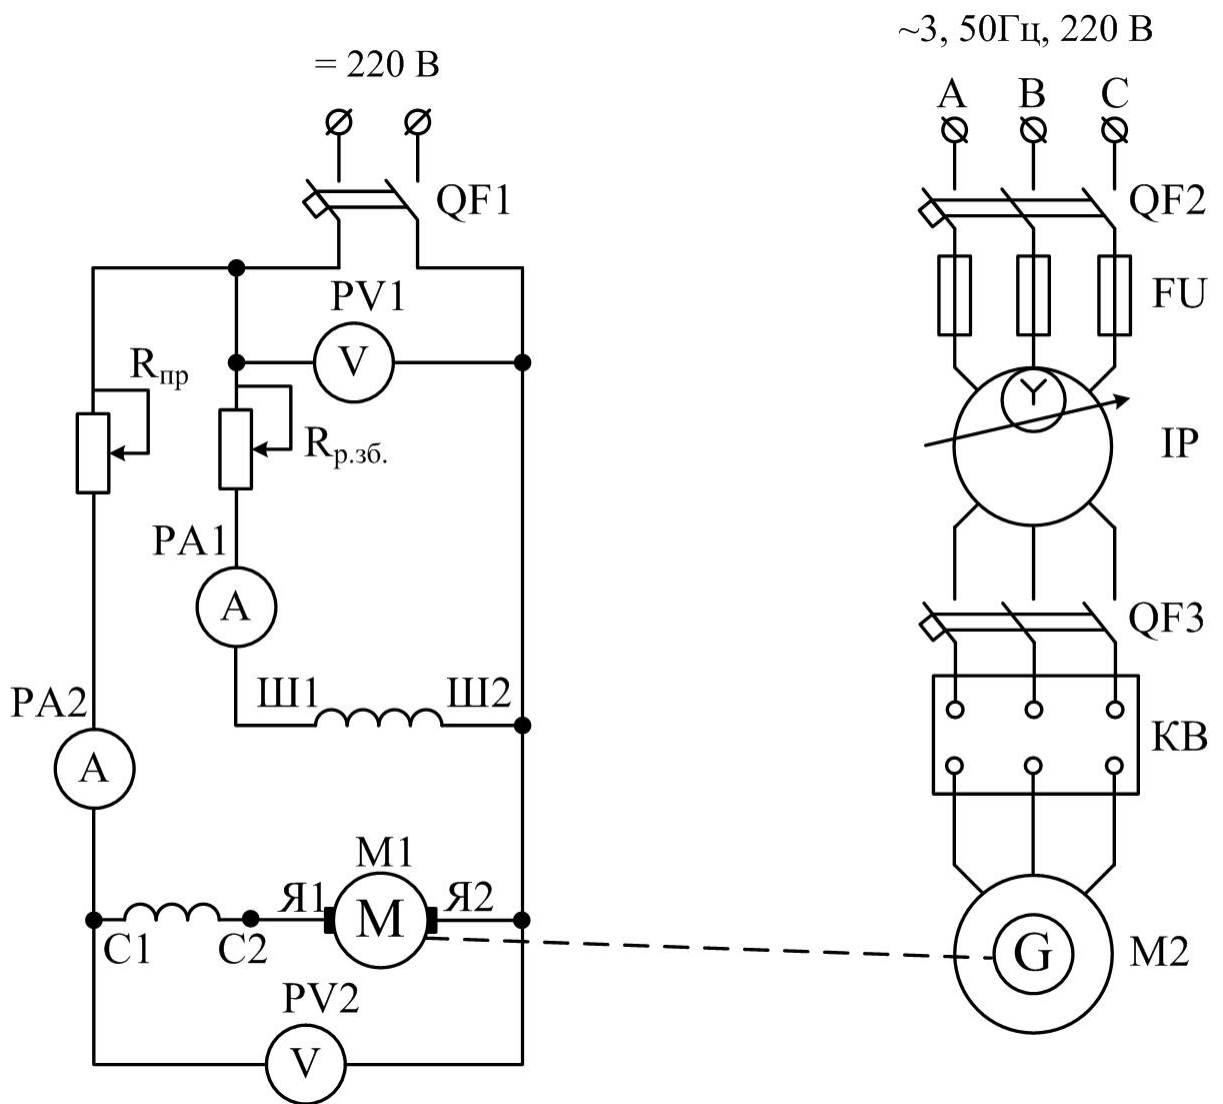 = 220 В
~3, 50Гц, 220 В
A
B
C
QF1
QF2
PV1
V
FU
Rпр
Rр.зб.
Y
IP
PA1
A
QF3
Ш1
Ш2
PA2
A
КВ
M1
Я1
M
Я2
C1
C2
G
M2
PV2
V